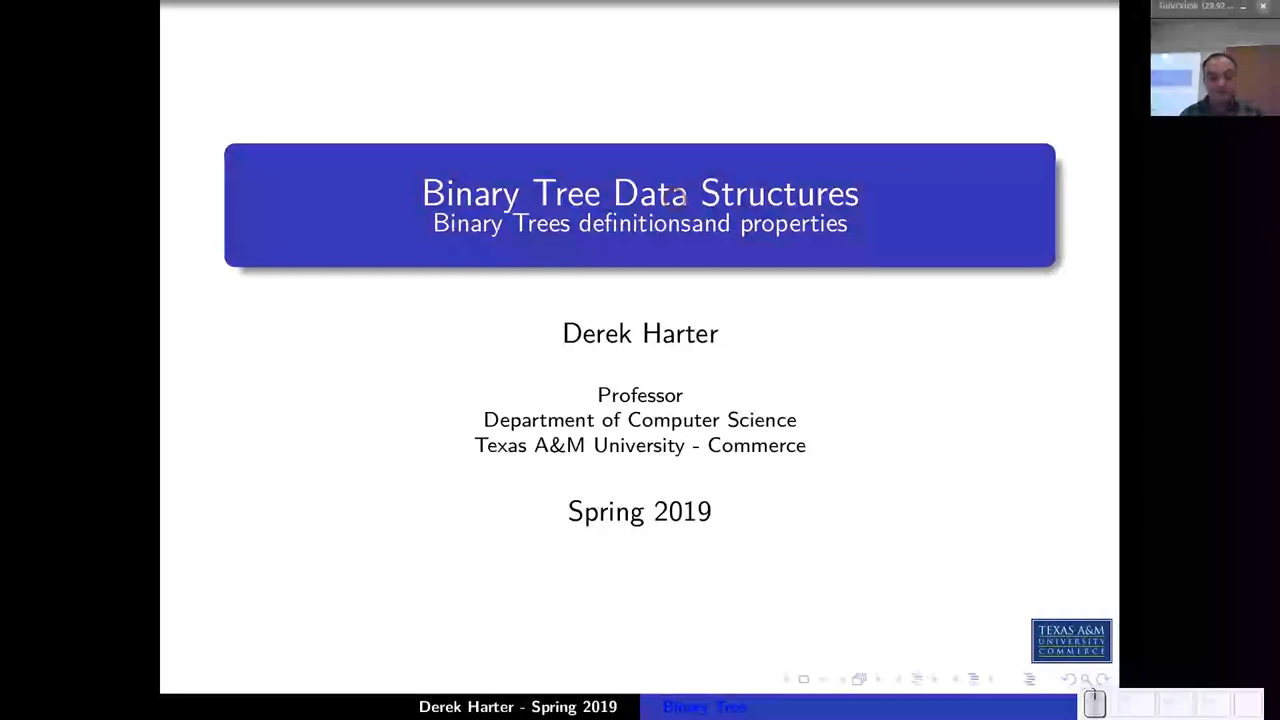 Binary Tree Data Structures
Binary Trees definitionsand properties
Derek Harter
Professor
Department of Computer Science
Texas A&M University - Commerce
Spring 2019
TEXAS A&M
UNIVERSITY
COMMERCE
Derek Harter - Spring 2019
Binary Tree